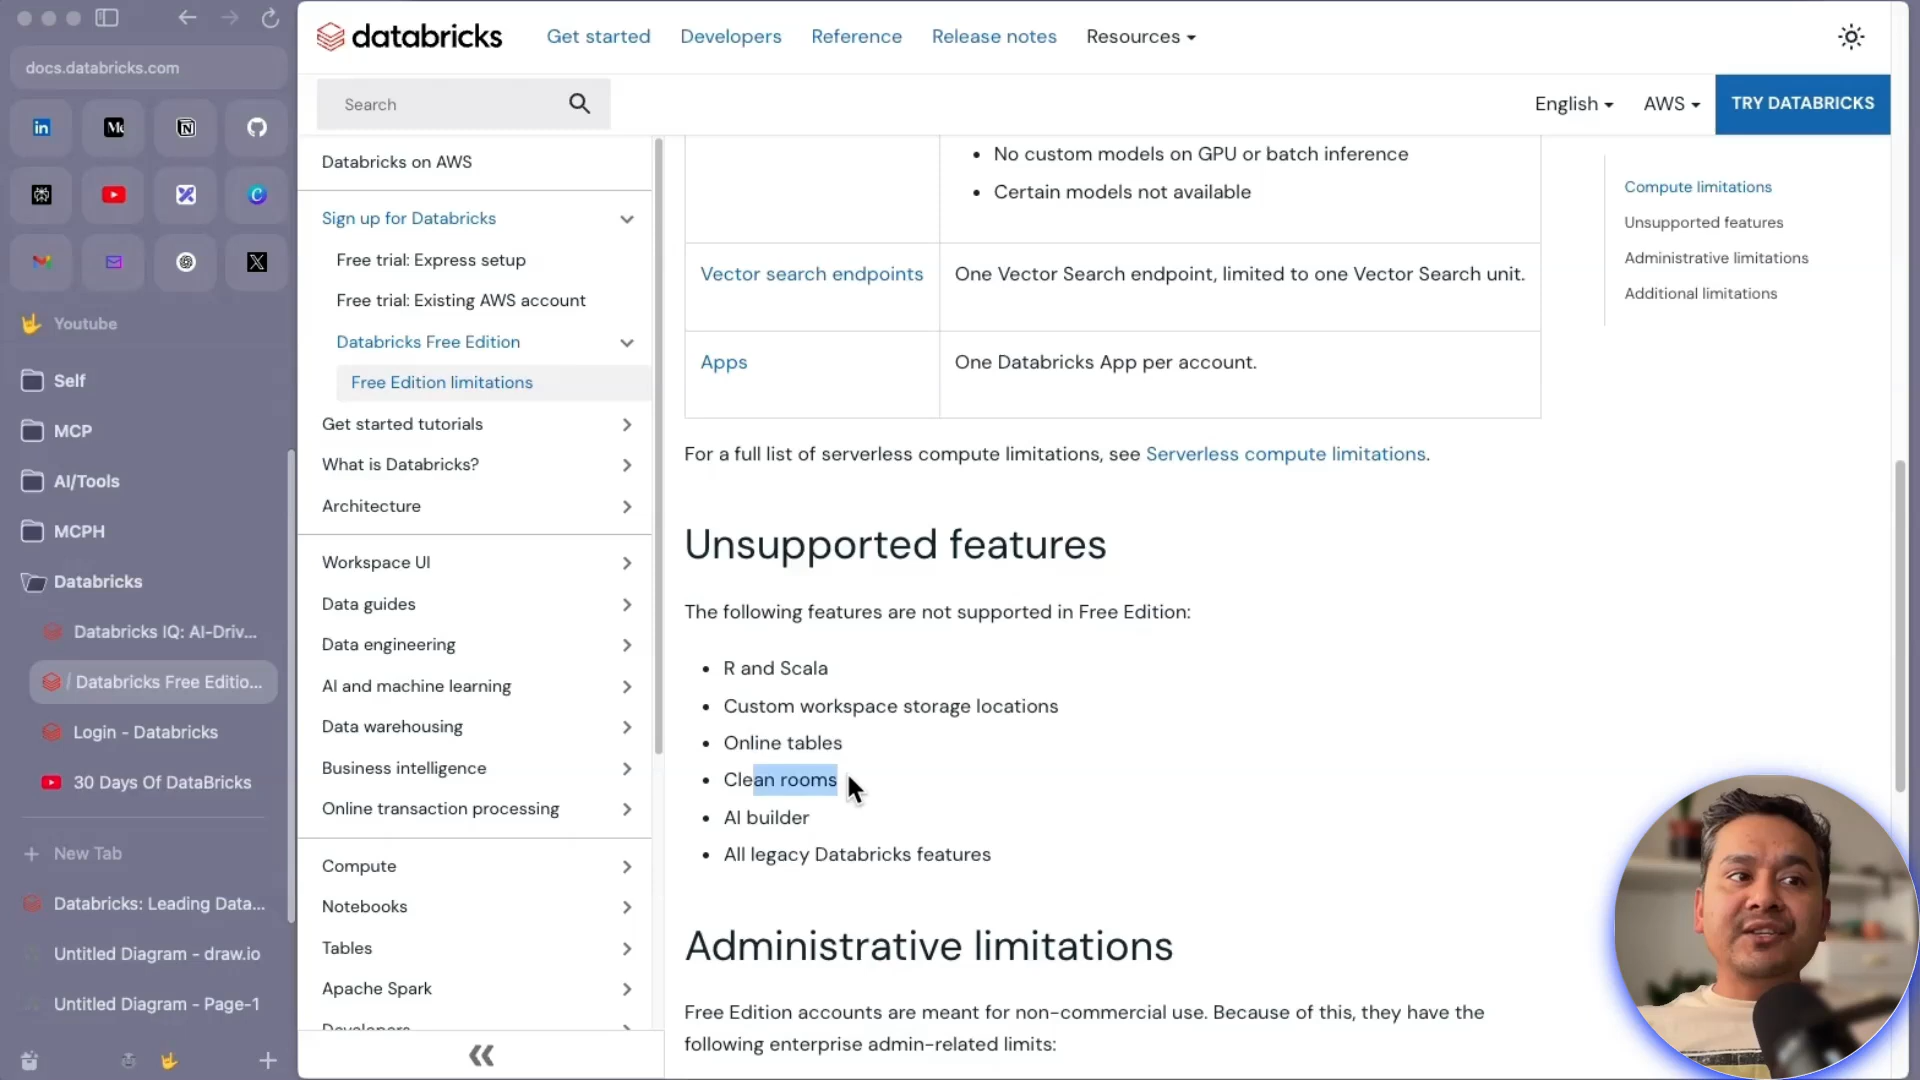 docs.databricks.com
Youtube
Self
MCP
AI/Tools
MCPH
Databricks
Databricks IQ: AI-Driv...
/ Databricks Free Editio...
Login - Databricks
30 Days Of DataBricks
New Tab
Databricks: Leading Data...
Untitled Diagram - draw.io
Untitled Diagram - Page-1
databricks
Get started
Developers
Reference
Release notes
Resources
Search
English
AWS
TRY DATABRICKS
Databricks on AWS
Sign up for Databricks
Free trial: Express setup
Free trial: Existing AWS account
Databricks Free Edition
Free Edition limitations
Get started tutorials
What is Databricks?
Architecture
Workspace UI
Data guides
Data engineering
AI and machine learning
Data warehousing
Business intelligence
Online transaction processing
Compute
Notebooks
Tables
Apache Spark
Developers
• No custom models on GPU or batch inference
• Certain models not available
Vector search endpoints
One Vector Search endpoint, limited to one Vector Search unit.
Apps
One Databricks App per account.
For a full list of serverless compute limitations, see Serverless compute limitations.
Unsupported features
The following features are not supported in Free Edition:
• R and Scala
• Custom workspace storage locations
• Online tables
• Clean rooms
• AI builder
• All legacy Databricks features
Administrative limitations
Free Edition accounts are meant for non-commercial use. Because of this, they have the
following enterprise admin-related limits:
Compute limitations
Unsupported features
Administrative limitations
Additional limitations